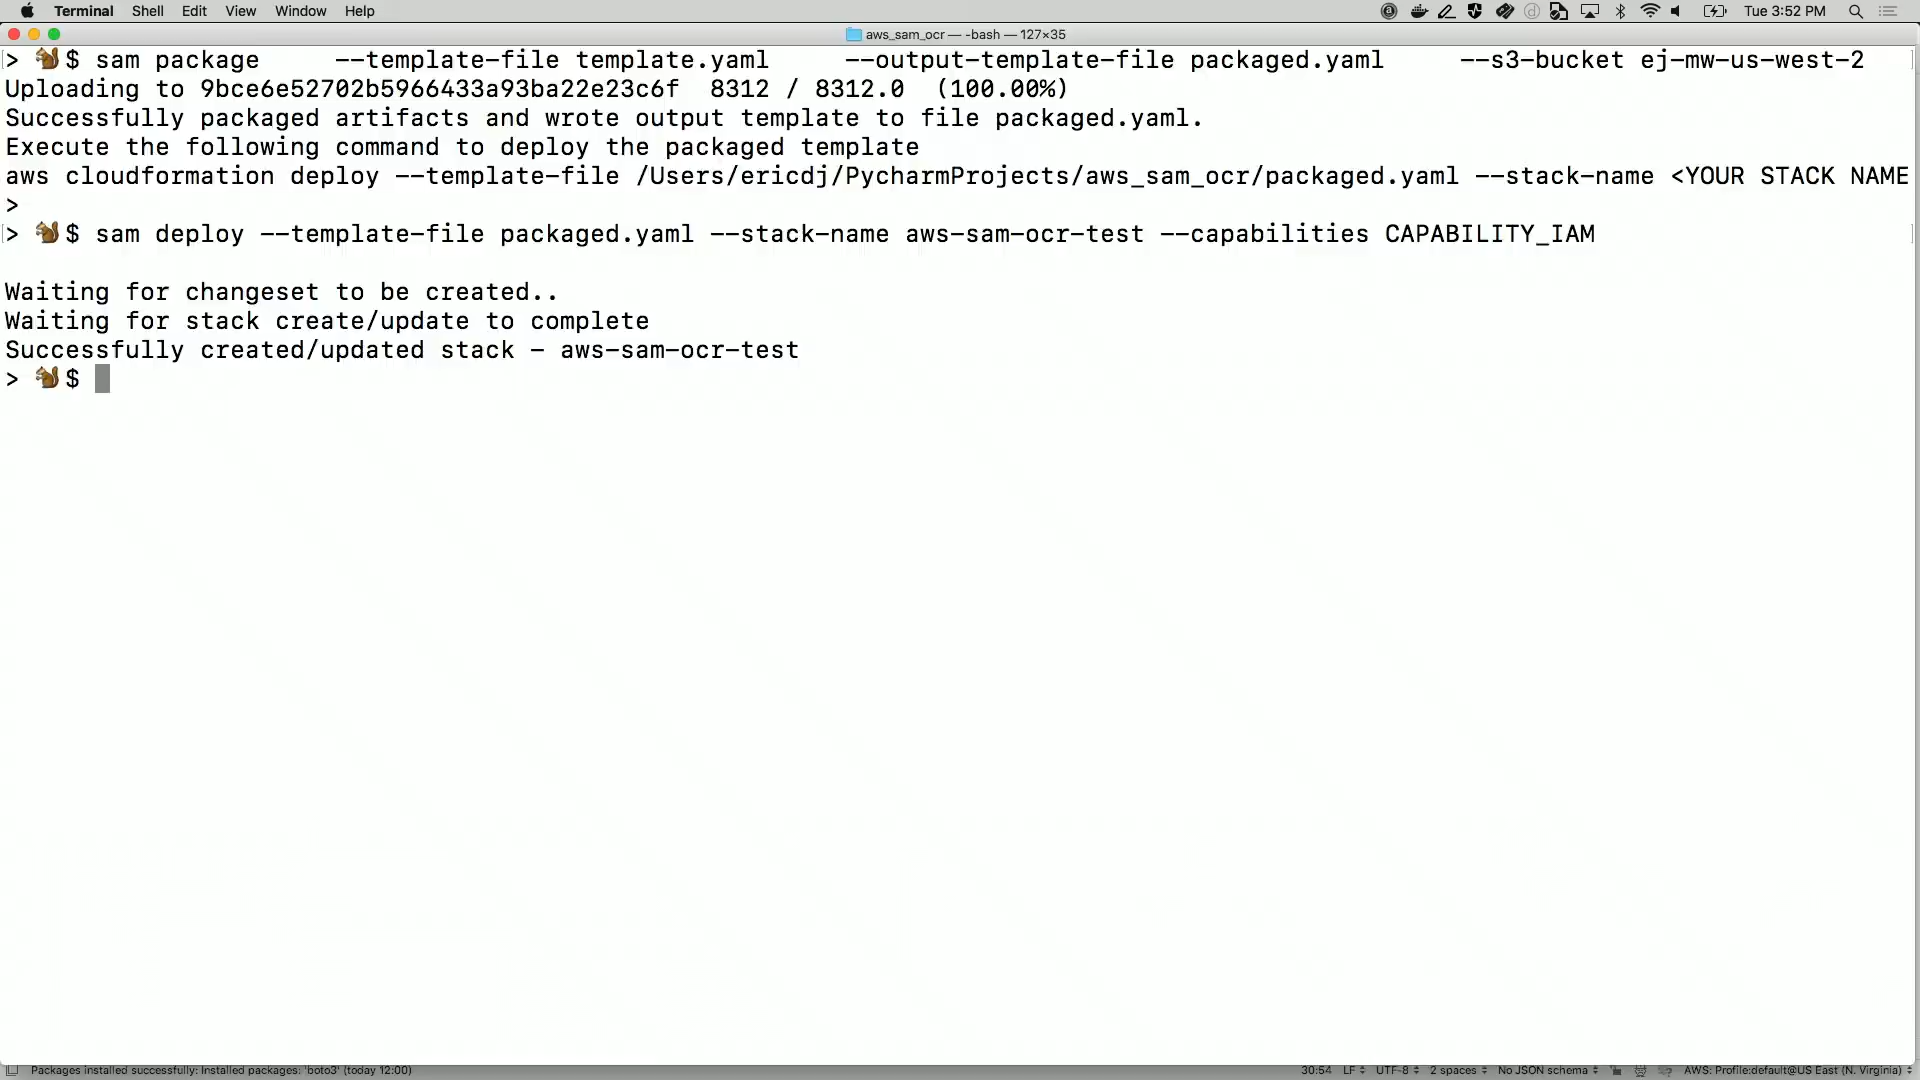 Terminal Shell Edit View Window Help Tue 3:52 PM
aws_sam_ocr — -bash — 127×35
> $ sam package --template-file template.yaml --output-template-file packaged.yaml --s3-bucket ej-mw-us-west-2
Uploading to 9bce6e52702b5966433a93ba22e23c6f 8312 / 8312.0 (100.00%)
Successfully packaged artifacts and wrote output template to file packaged.yaml.
Execute the following command to deploy the packaged template
aws cloudformation deploy --template-file /Users/ericdj/PycharmProjects/aws_sam_ocr/packaged.yaml --stack-name <YOUR STACK NAME
>
> $ sam deploy --template-file packaged.yaml --stack-name aws-sam-ocr-test --capabilities CAPABILITY_IAM
Waiting for changeset to be created..
Waiting for stack create/update to complete
Successfully created/updated stack - aws-sam-ocr-test
> $
Packages installed successfully: Installed packages: 'boto3' (today 12:00) 30:54 LF UTF-8 2 spaces No JSON schema AWS: Profile:default@US East (N. Virginia)